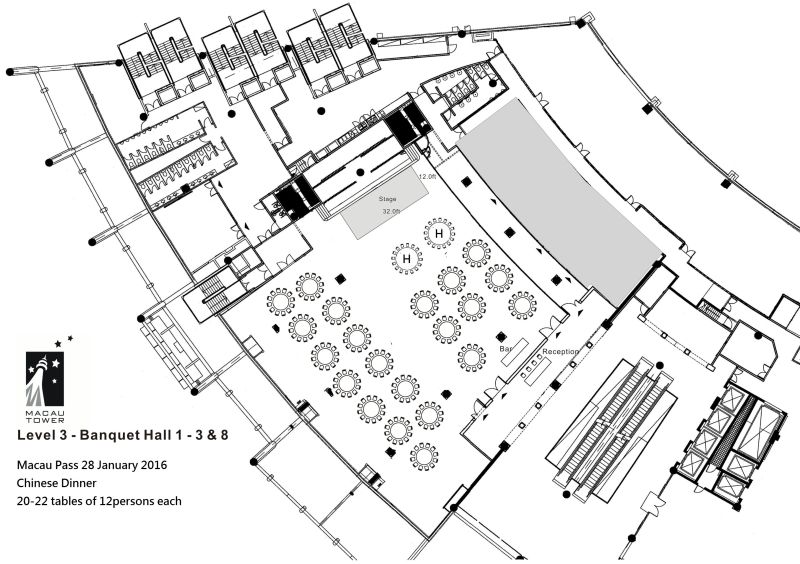 Stage
12.0ft
32.0ft
H
H
Bar
Reception
MACAU
TOWER
Level 3 - Banquet Hall 1 - 3 & 8
Macau Pass 28 January 2016
Chinese Dinner
20-22 tables of 12persons each